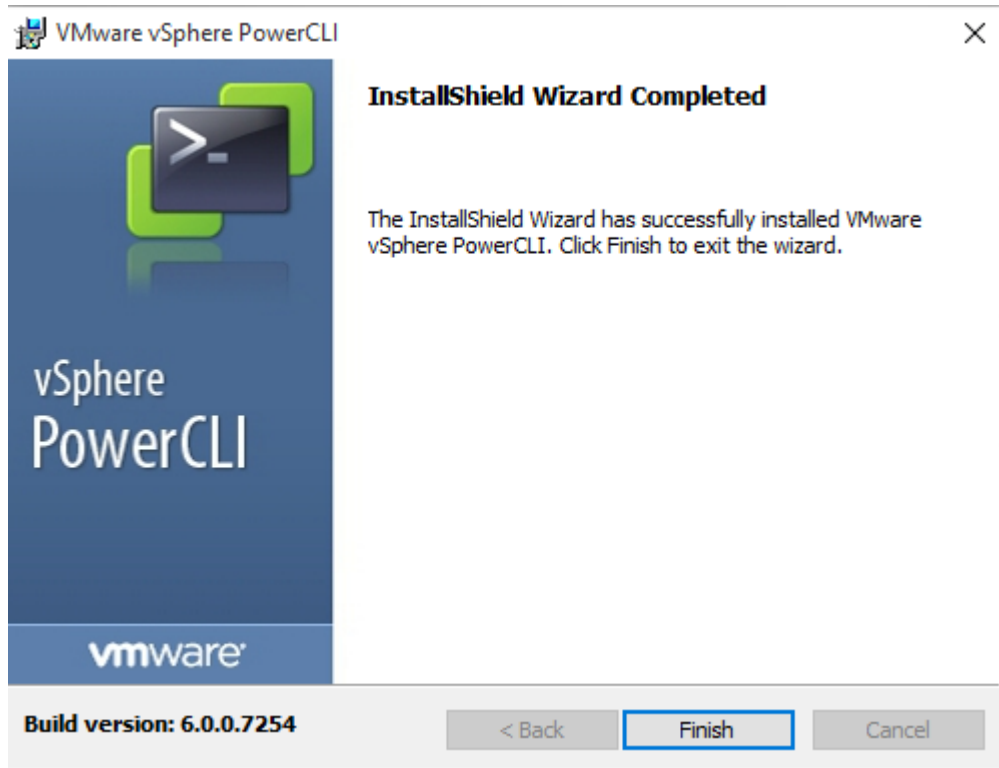 VMware vSphere PowerCLI
InstallShield Wizard Completed
The InstallShield Wizard has successfully installed VMware
vSphere PowerCLI. Click Finish to exit the wizard.
>_
vSphere
PowerCLI
vmware
Build version: 6.0.0.7254
< Back
Finish
Cancel